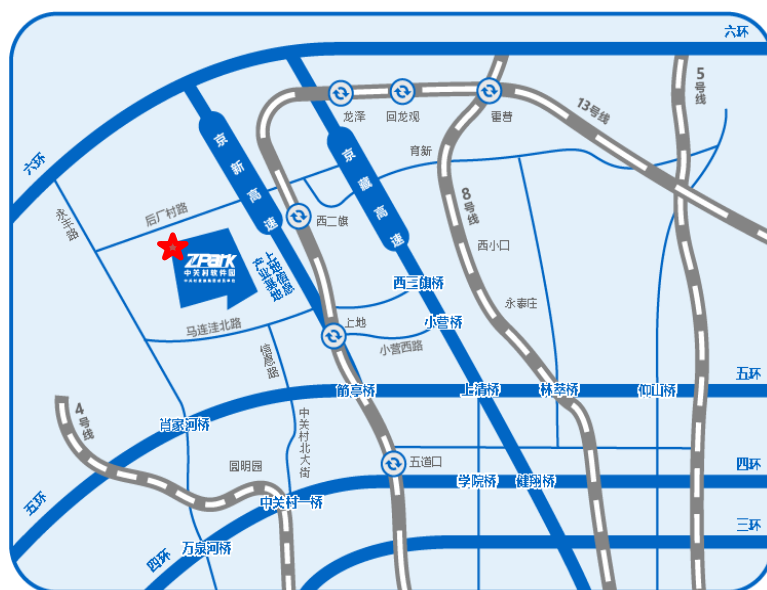 六环
5号线
13号线
龙泽
回龙观
霍营
京新高速
京藏高速
育新
六环
永丰路
后厂村路
8号线
西二旗
ZPark
中关村软件园
上地信息
产业基地
西小口
西三旗桥
永泰庄
马连洼北路
上地
小营桥
小营西路
信息路
箭亭桥
上清桥
林萃桥
仰山桥
五环
4号线
肖家河桥
中关村北大街
圆明园
五道口
四环
学院桥
健翔桥
中关村一桥
五环
三环
万泉河桥
四环